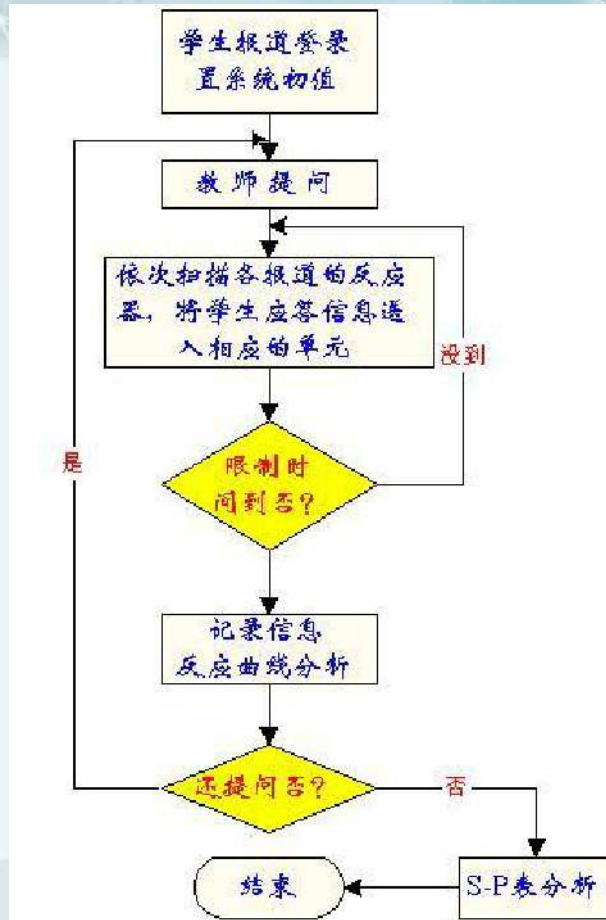 学生报道登录
置系统初值
教师提问
依次扫描各报道的反应
器，将学生应答信息送
入相应的单元
没到
是
限制时
间到否？
记录信息
反应曲线分析
还提问否？
否
结束
S-P表分析